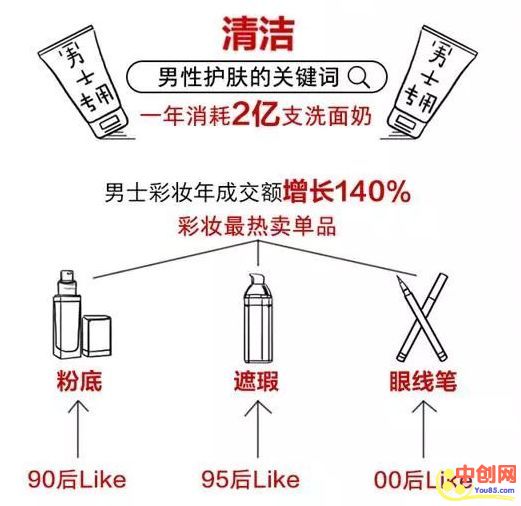 清洁
男士专用
男性护肤的关键词
男士专用
一年消耗2亿支洗面奶
男士彩妆年成交额增长140%
彩妆最热卖单品
粉底
遮瑕
眼线笔
90后Like
95后Like
00后Like
中创网
You85.com